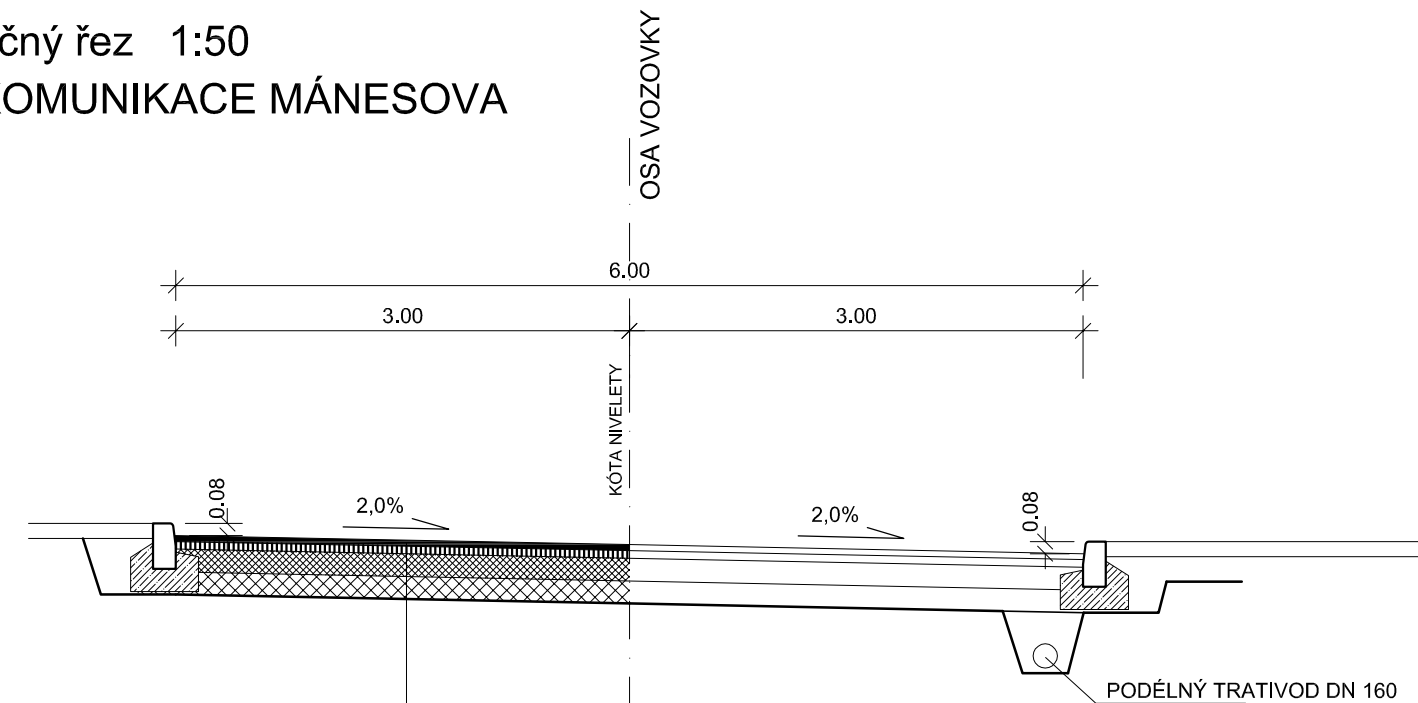 čný řez 1:50
KOMUNIKACE MÁNESOVA
OSA VOZOVKY
6.00
3.00
3.00
KÓTA NIVELETY
0.08
2,0%
2,0%
0.08
PODÉLNÝ TRATIVOD DN 160